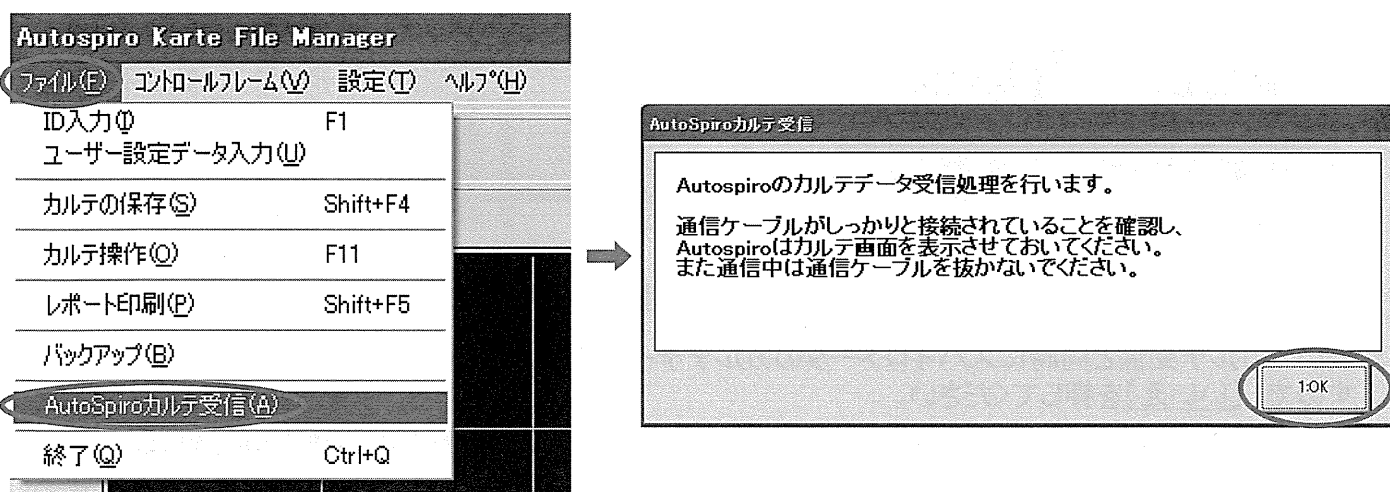 Autospiro Karte File Manager
ファイル(F) コントロールフレーム(V) 設定(T) ヘルプ(H)
ID入力(I) F1
ユーザー設定データ入力(U)
カルテの保存(S) Shift+F4
カルテ操作(O) F11
レポート印刷(P) Shift+F5
バックアップ(B)
AutoSpiroカルテ受信(A)
終了(Q) Ctrl+Q
AutoSpiroカルテ受信
Autospiroのカルテデータ受信処理を行います。
通信ケーブルがしっかりと接続されていることを確認し、
Autospiroはカルテ画面を表示させておいてください。
また通信中は通信ケーブルを抜かないでください。
1:OK